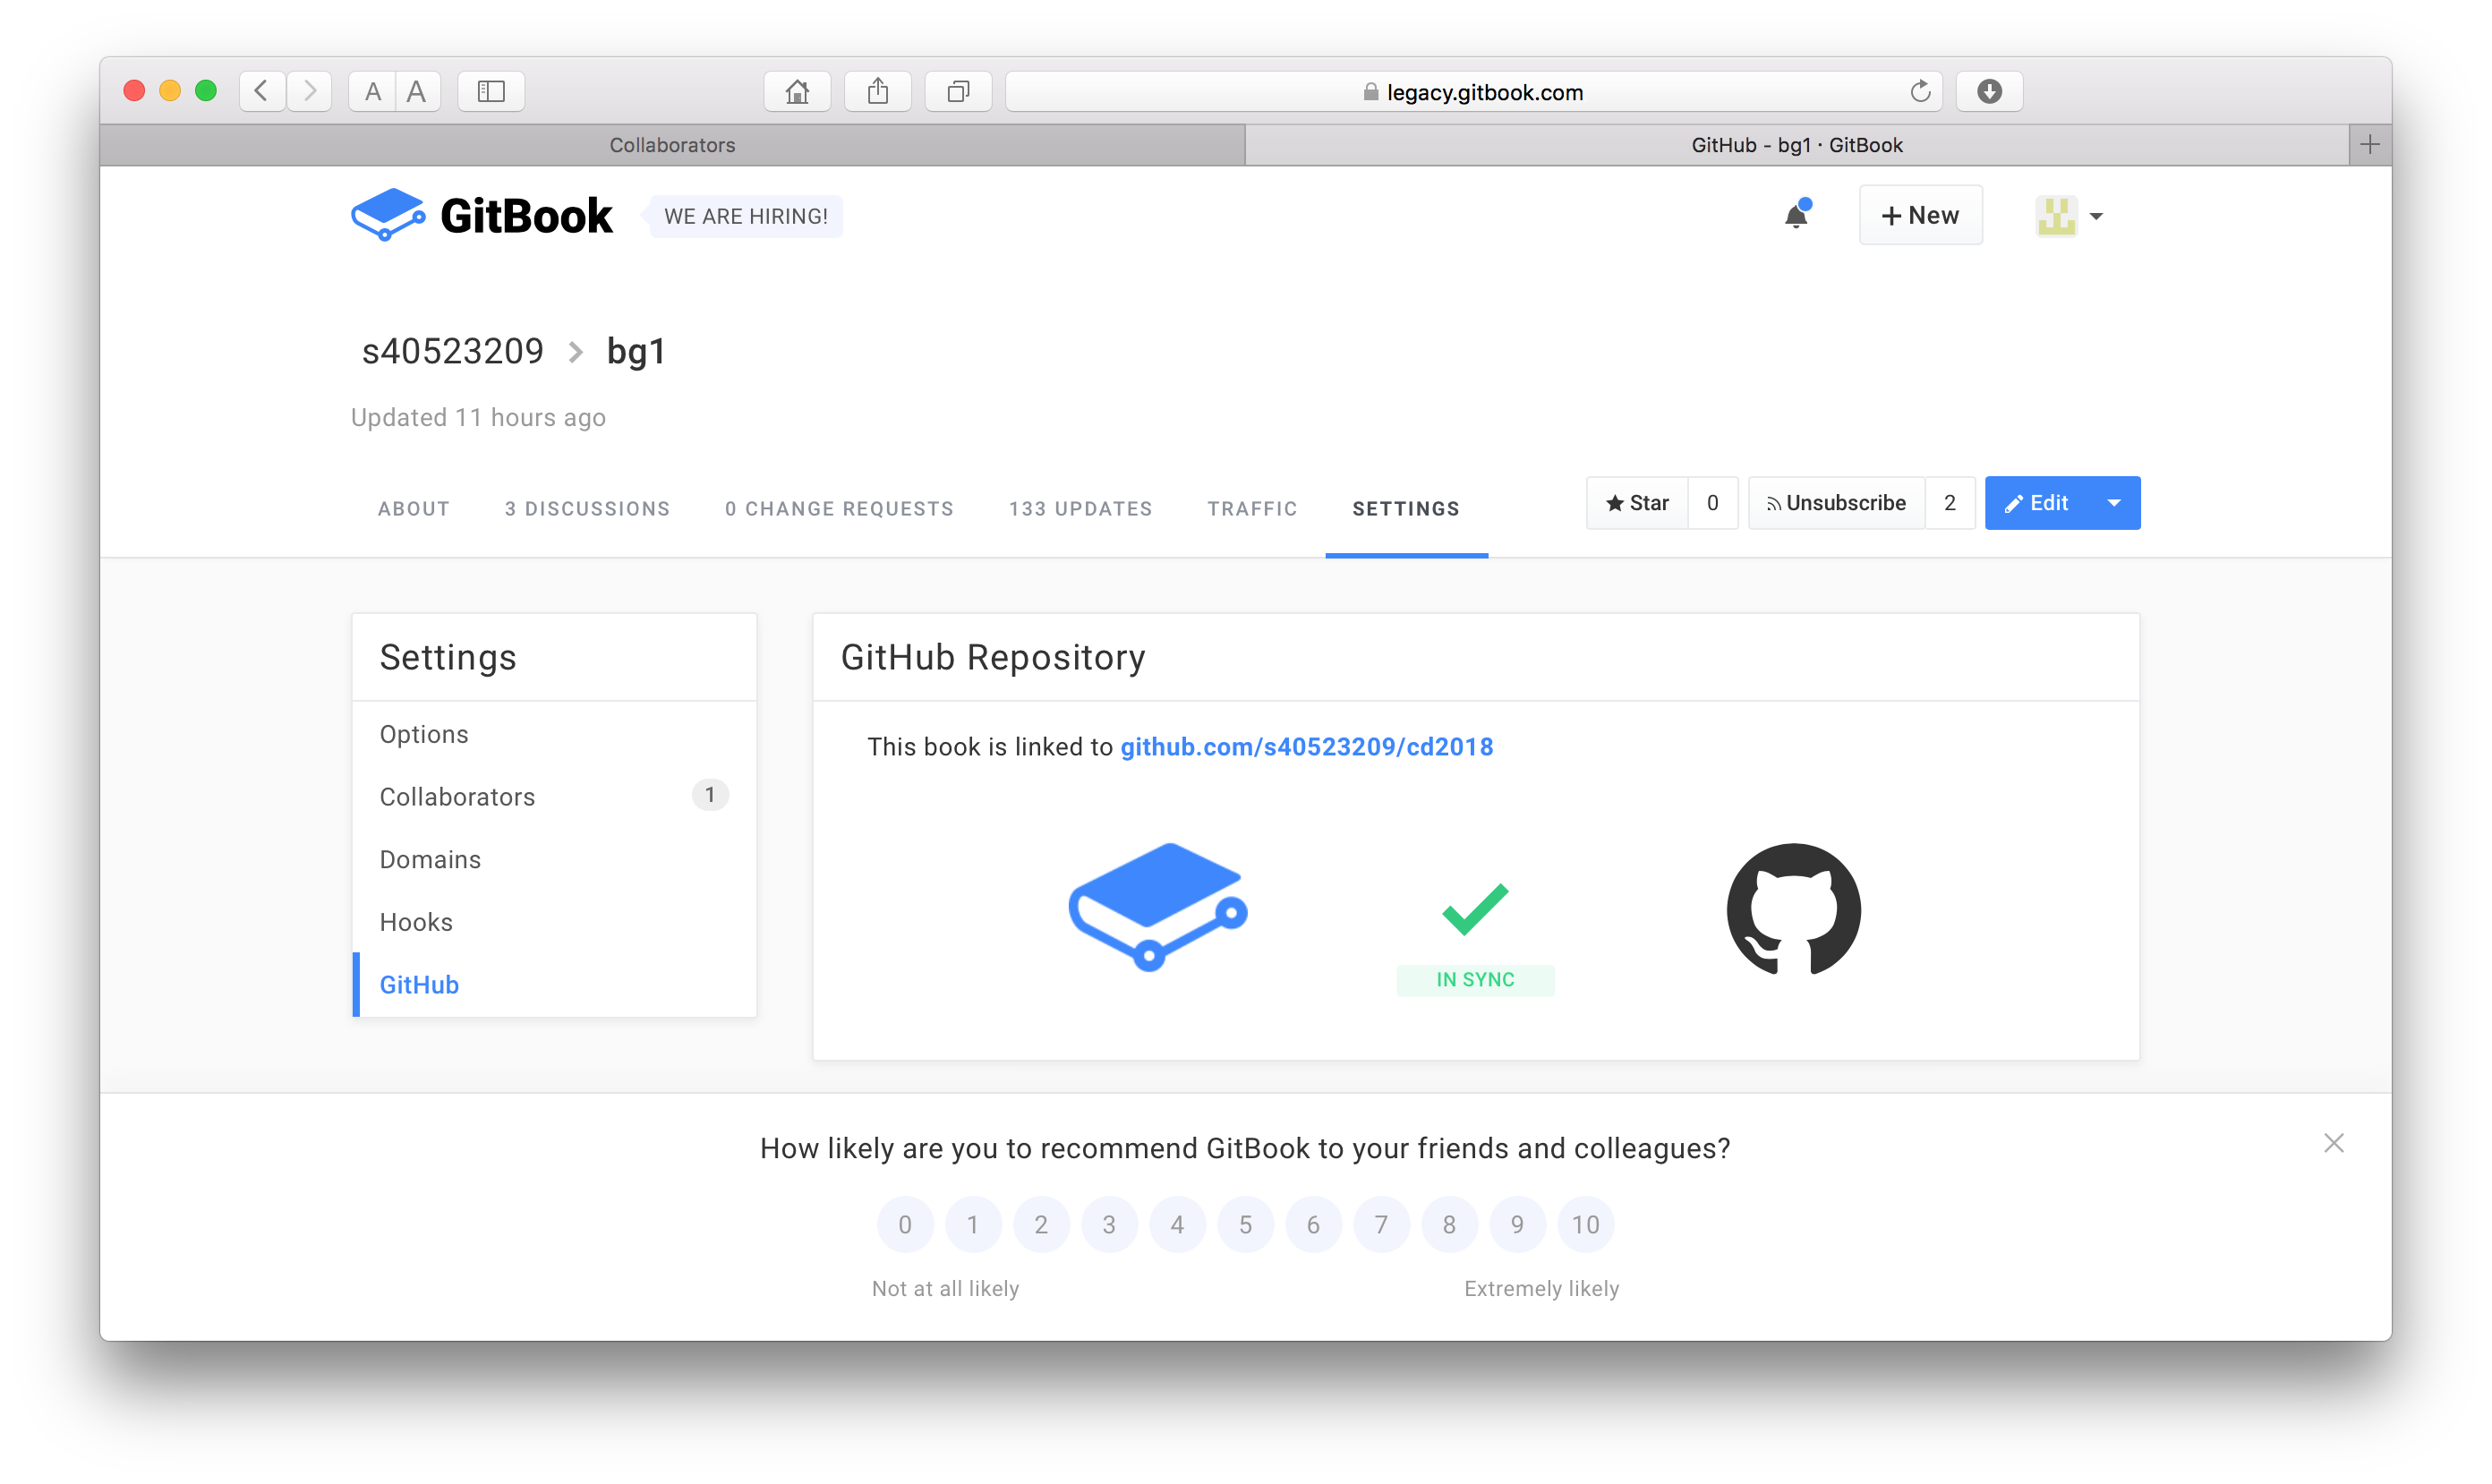 A A legacy.gitbook.com
Collaborators GitHub - bg1 · GitBook +
GitBook WE ARE HIRING! + New
s40523209 > bg1
Updated 11 hours ago
ABOUT 3 DISCUSSIONS 0 CHANGE REQUESTS 133 UPDATES TRAFFIC SETTINGS Star 0 Unsubscribe 2 Edit
Settings
Options
Collaborators 1
Domains
Hooks
GitHub
GitHub Repository
This book is linked to github.com/s40523209/cd2018
IN SYNC
How likely are you to recommend GitBook to your friends and colleagues?
0 1 2 3 4 5 6 7 8 9 10
Not at all likely Extremely likely